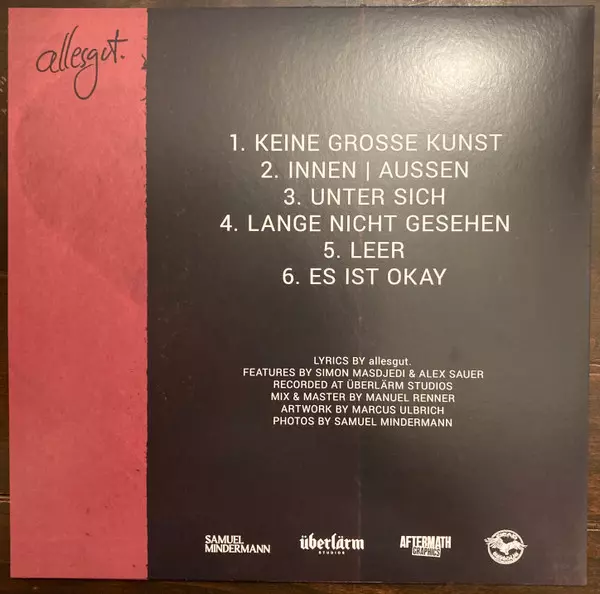 allesgut.
1. KEINE GROSSE KUNST
2. INNEN | AUSSEN
3. UNTER SICH
4. LANGE NICHT GESEHEN
5. LEER
6. ES IST OKAY
LYRICS BY allesgut.
FEATURES BY SIMON MASDJEDI & ALEX SAUER
RECORDED AT ÜBERLÄRM STUDIOS
MIX & MASTER BY MANUEL RENNER
ARTWORK BY MARCUS ULBRICH
PHOTOS BY SAMUEL MINDERMANN
SAMUEL
MINDERMANN
überlärm
STUDIOS
AFTERMATH
GRAPHICS